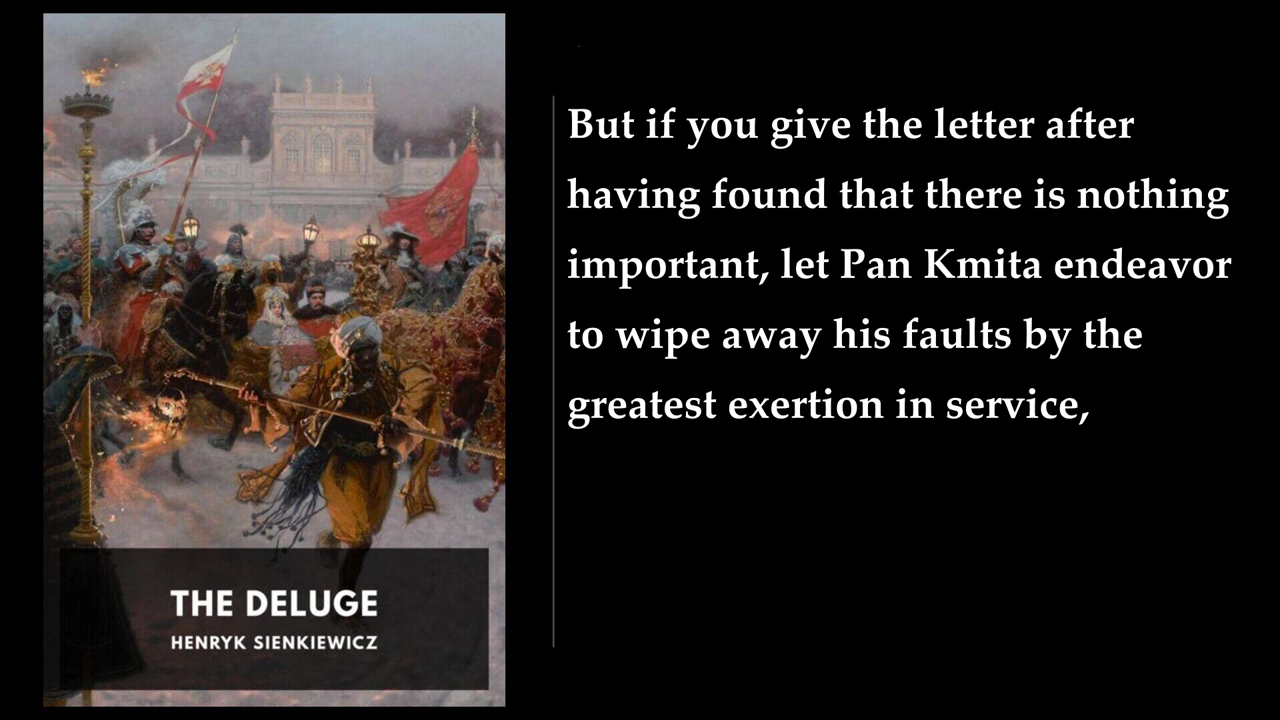 THE DELUGE
HENRYK SIENKIEWICZ
But if you give the letter after
having found that there is nothing
important, let Pan Kmita endeavor
to wipe away his faults by the
greatest exertion in service,